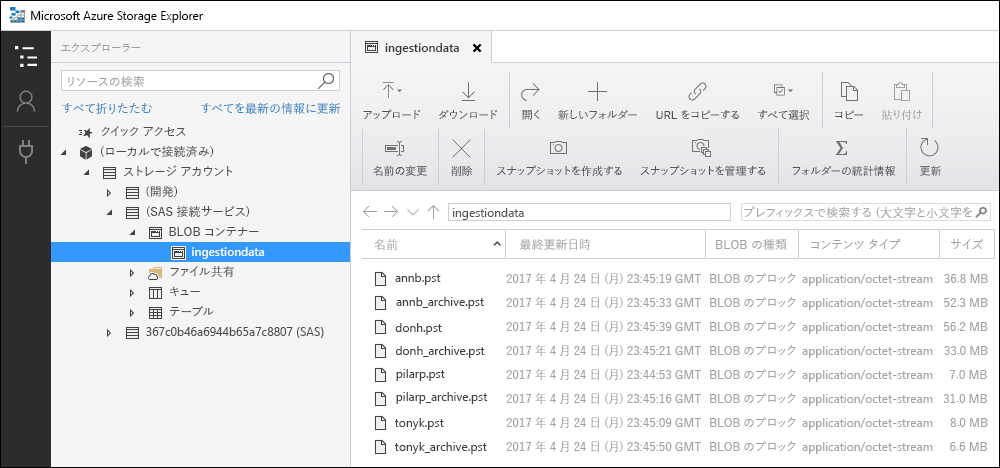 Microsoft Azure Storage Explorer
エクスプローラー
リソースの検索
すべて折りたたむ すべてを最新の情報に更新
クイック アクセス
(ローカルで接続済み)
ストレージ アカウント
(開発)
(SAS 接続サービス)
BLOB コンテナー
ingestiondata
ファイル共有
キュー
テーブル
367c0b46a6944b65a7c8807 (SAS)
ingestiondata
アップロード ダウンロード 開く 新しいフォルダー URL をコピーする すべて選択 コピー 貼り付け
名前の変更 削除 スナップショットを作成する スナップショットを管理する フォルダーの統計情報 更新
ingestiondata プレフィックスで検索する (大文字と小文字を
名前 最終更新日時 BLOB の種類 コンテンツ タイプ サイズ
annb.pst 2017 年 4 月 24 日 (月) 23:45:19 GMT BLOB のブロック application/octet-stream 36.8 MB
annb_archive.pst 2017 年 4 月 24 日 (月) 23:45:33 GMT BLOB のブロック application/octet-stream 52.3 MB
donh.pst 2017 年 4 月 24 日 (月) 23:45:39 GMT BLOB のブロック application/octet-stream 56.2 MB
donh_archive.pst 2017 年 4 月 24 日 (月) 23:45:21 GMT BLOB のブロック application/octet-stream 33.0 MB
pilarp.pst 2017 年 4 月 24 日 (月) 23:44:53 GMT BLOB のブロック application/octet-stream 7.0 MB
pilarp_archive.pst 2017 年 4 月 24 日 (月) 23:45:16 GMT BLOB のブロック application/octet-stream 31.0 MB
tonyk.pst 2017 年 4 月 24 日 (月) 23:45:09 GMT BLOB のブロック application/octet-stream 8.0 MB
tonyk_archive.pst 2017 年 4 月 24 日 (月) 23:45:50 GMT BLOB のブロック application/octet-stream 6.6 MB